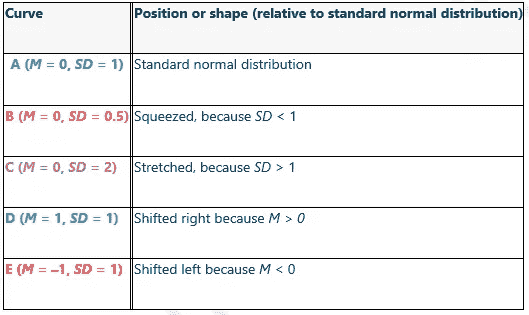 Curve Position or shape (relative to standard normal distribution)
A (M = 0, SD = 1) Standard normal distribution
B (M = 0, SD = 0.5) Squeezed, because SD < 1
C (M = 0, SD = 2) Stretched, because SD > 1
D (M = 1, SD = 1) Shifted right because M > 0
E (M = –1, SD = 1) Shifted left because M < 0